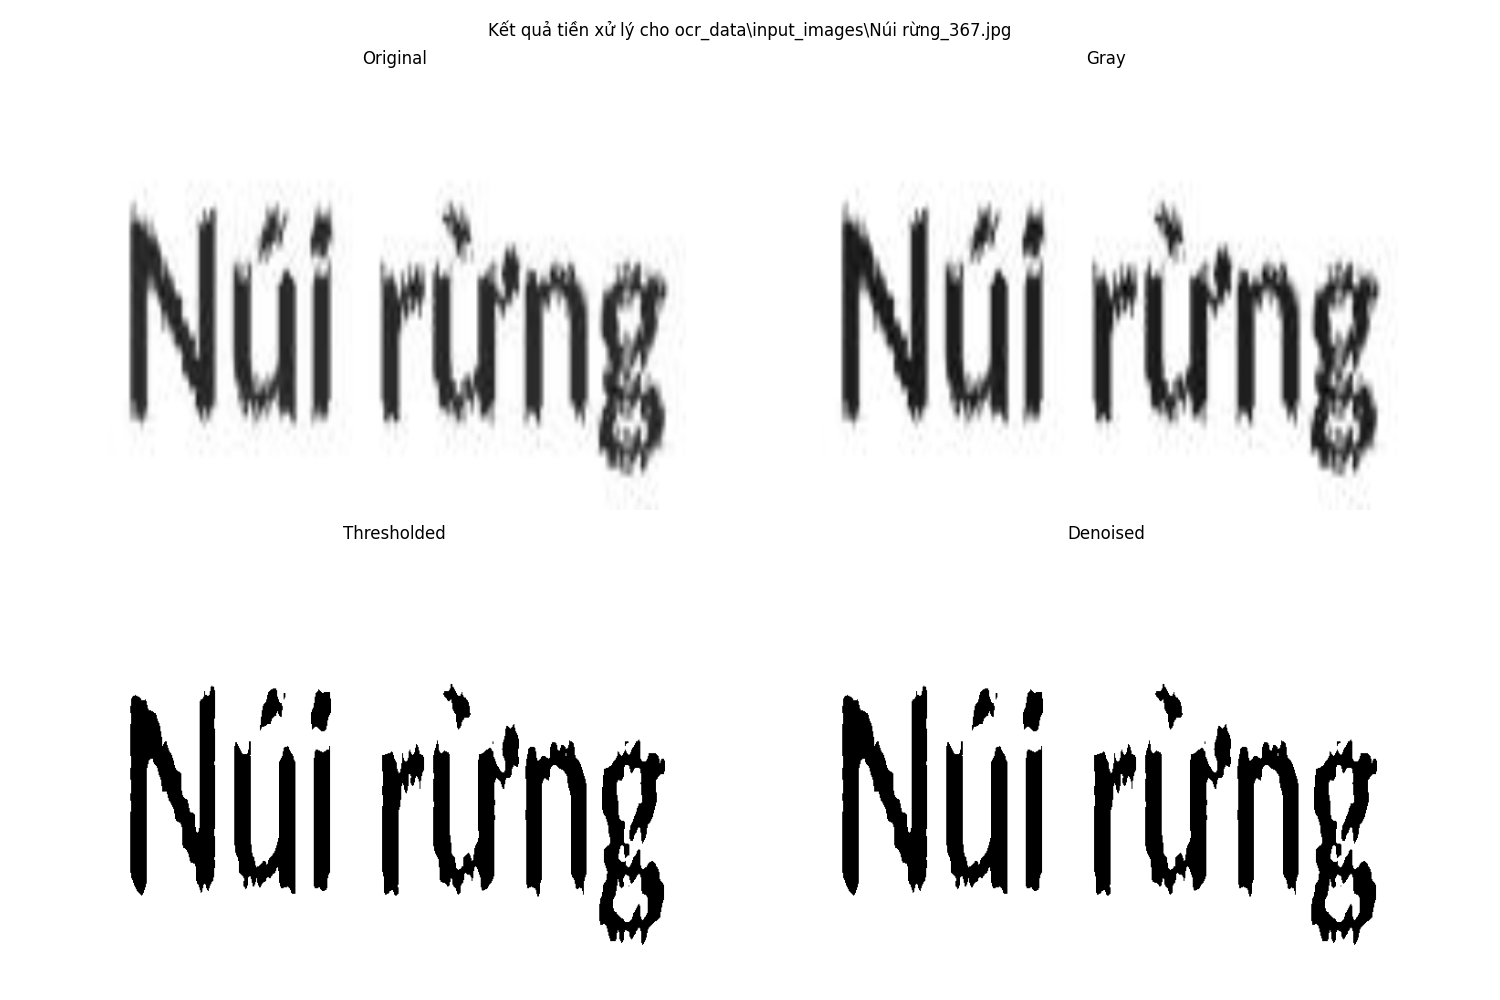 Kết quả tiền xử lý cho ocr_data\input_images\Núi rừng_367.jpg
Original
Gray
Núi rừng
Núi rừng
Thresholded
Denoised
Núi rừng
Núi rừng